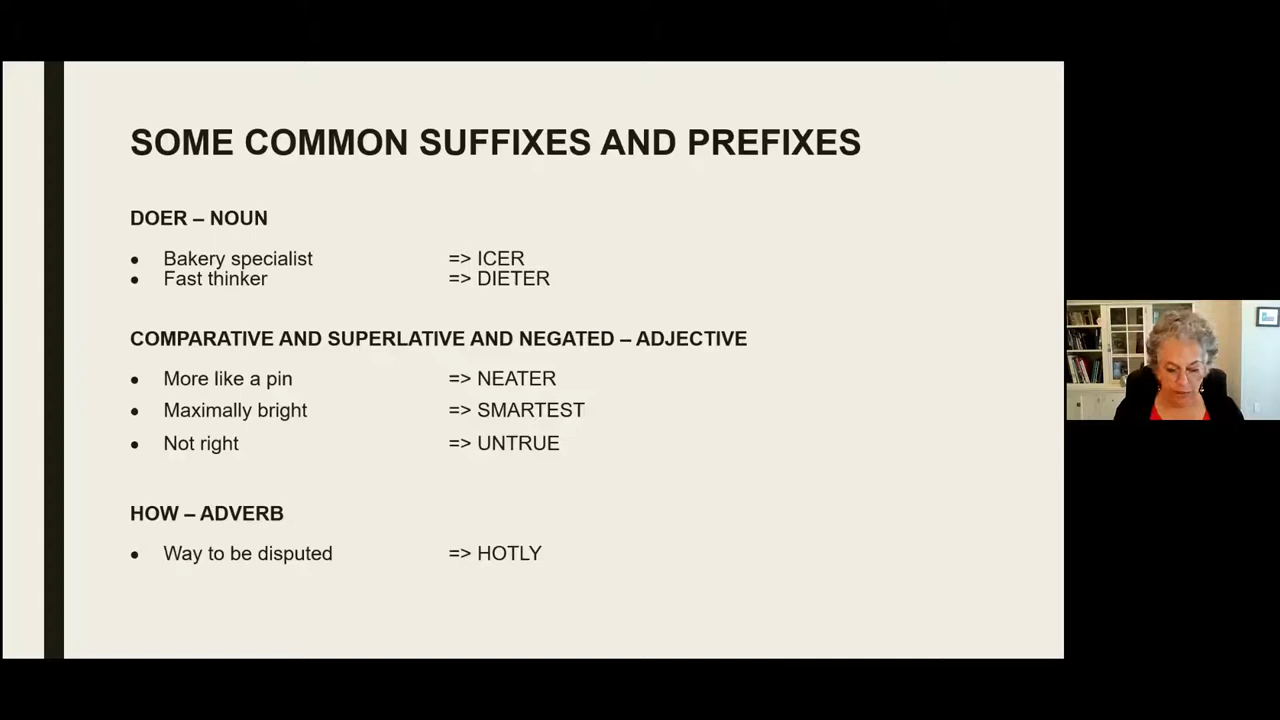 SOME COMMON SUFFIXES AND PREFIXES
DOER – NOUN
• Bakery specialist => ICER
• Fast thinker => DIETER
COMPARATIVE AND SUPERLATIVE AND NEGATED – ADJECTIVE
• More like a pin => NEATER
• Maximally bright => SMARTEST
• Not right => UNTRUE
HOW – ADVERB
• Way to be disputed => HOTLY